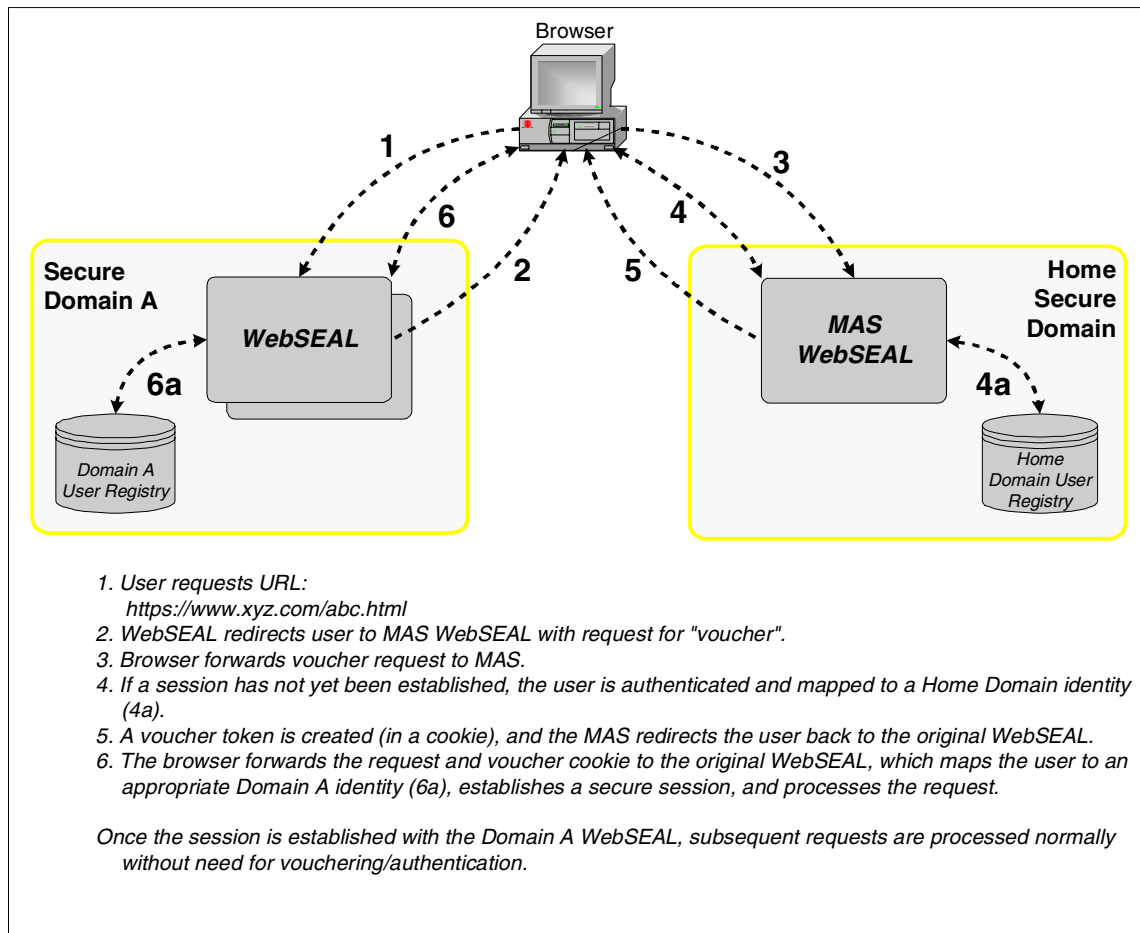 Browser
1
3
6
4
2
5
Secure
Domain A
Home
Secure
Domain
WebSEAL
MAS
WebSEAL
6a
4a
Domain A
User Registry
Home
Domain User
Registry
1. User requests URL:
https://www.xyz.com/abc.html
2. WebSEAL redirects user to MAS WebSEAL with request for "voucher".
3. Browser forwards voucher request to MAS.
4. If a session has not yet been established, the user is authenticated and mapped to a Home Domain identity
(4a).
5. A voucher token is created (in a cookie), and the MAS redirects the user back to the original WebSEAL.
6. The browser forwards the request and voucher cookie to the original WebSEAL, which maps the user to an
appropriate Domain A identity (6a), establishes a secure session, and processes the request.
Once the session is established with the Domain A WebSEAL, subsequent requests are processed normally
without need for vouchering/authentication.